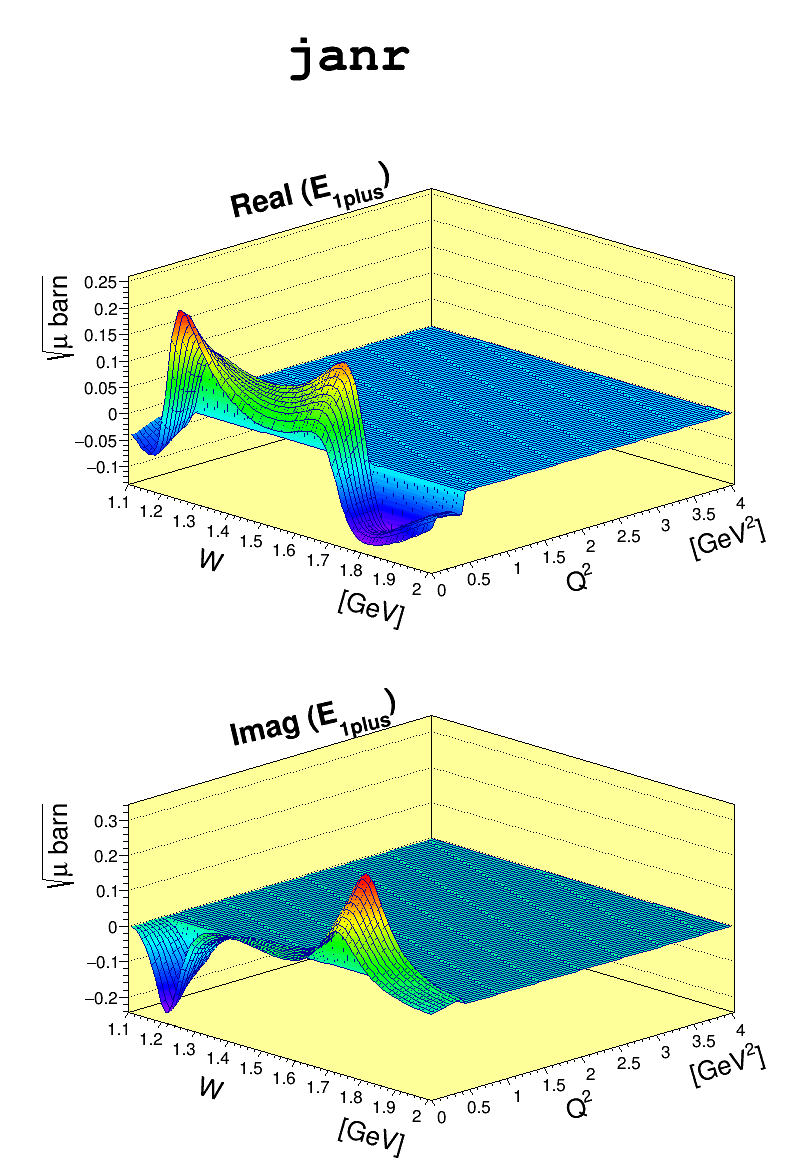 janr
Real (E1plus)
√μ barn
0.25
0.2
0.15
0.1
0.05
0
−0.05
−0.1
1.1 1.2 1.3 1.4 1.5 1.6 1.7 1.8 1.9 2
W
[GeV]
0 0.5 1 1.5 2 2.5 3 3.5 4
Q²
[GeV²]
Imag (E1plus)
√μ barn
0.3
0.2
0.1
0
−0.1
−0.2
1.1 1.2 1.3 1.4 1.5 1.6 1.7 1.8 1.9 2
W
[GeV]
0 0.5 1 1.5 2 2.5 3 3.5 4
Q²
[GeV²]